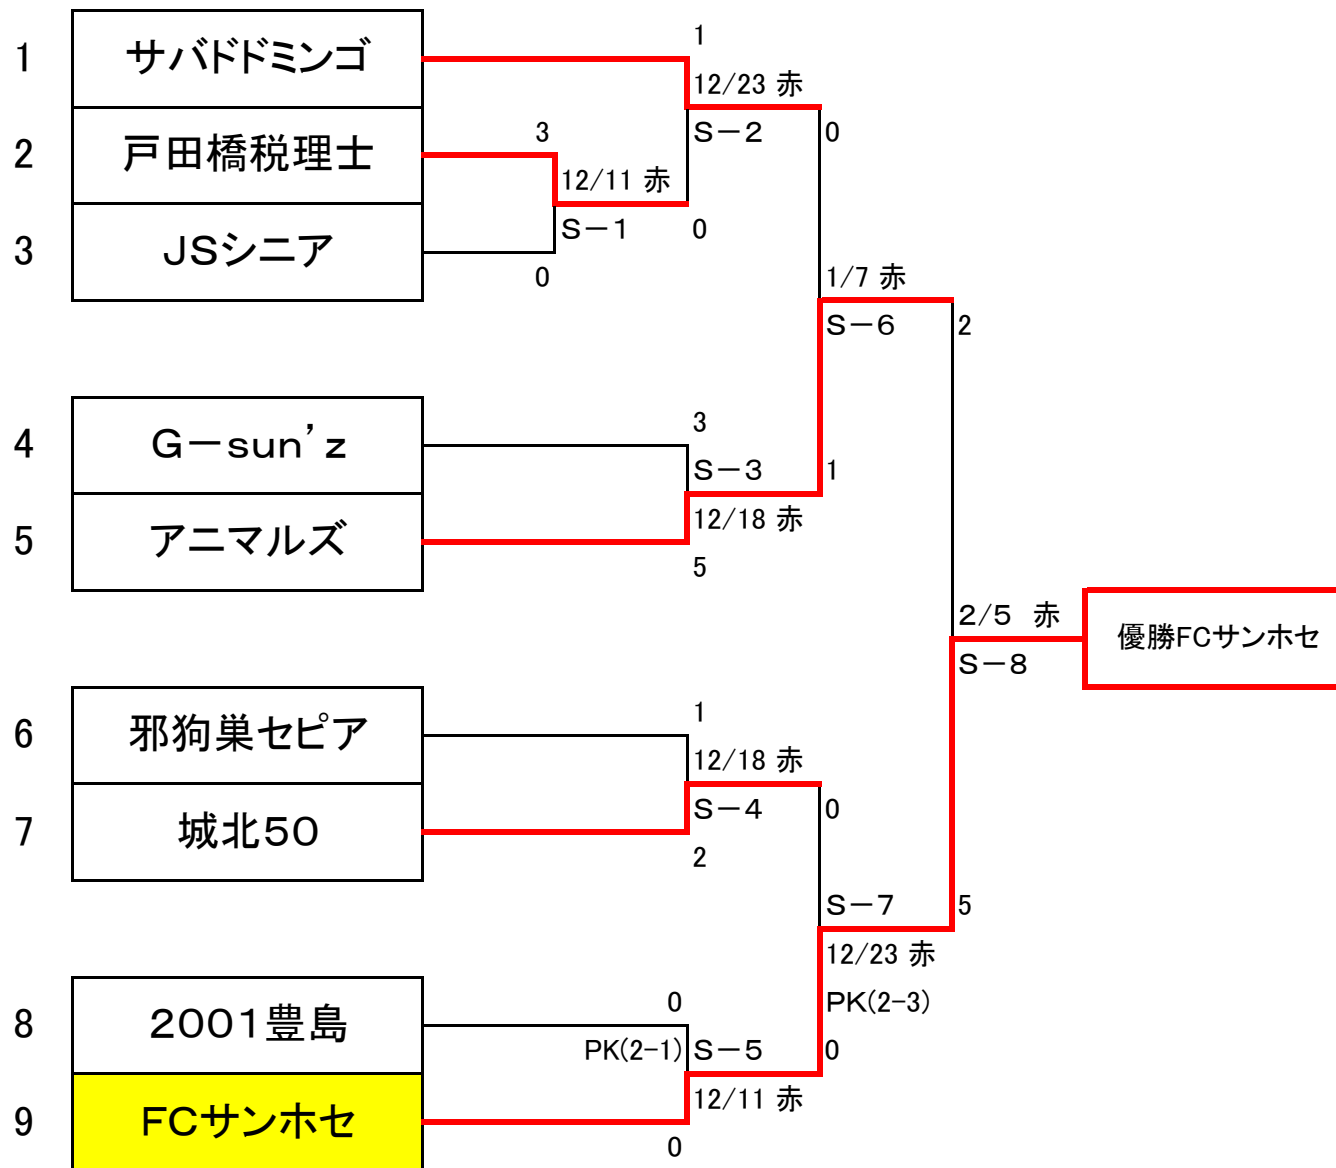 1 サバドドミンゴ 1
12/23 赤
2 戸田橋税理士 3 S－2 0
12/11 赤
3 JSシニア S－1 0
0
1/7 赤
S－6 2
4 G－sun’z 3
S－3 1
5 アニマルズ 12/18 赤
5
2/5 赤 優勝FCサンホセ
S－8
6 邪狗巣セピア 1
12/18 赤
7 城北50 S－4 0
2
S－7 5
12/23 赤
8 2001豊島 0 PK(2-3)
PK(2-1) S－5 0
9 FCサンホセ 12/11 赤
0